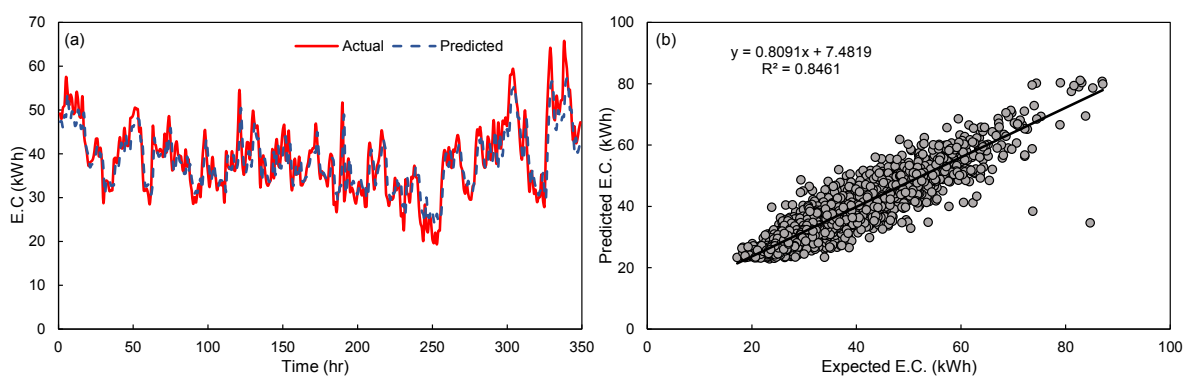 (a)
Actual
Predicted
70
60
50
40
30
20
10
0
E.C (kWh)
0 50 100 150 200 250 300 350
Time (hr)
(b)
y = 0.8091x + 7.4819
R² = 0.8461
100
80
60
40
20
0
Predicted E.C. (kWh)
0 20 40 60 80 100
Expected E.C. (kWh)